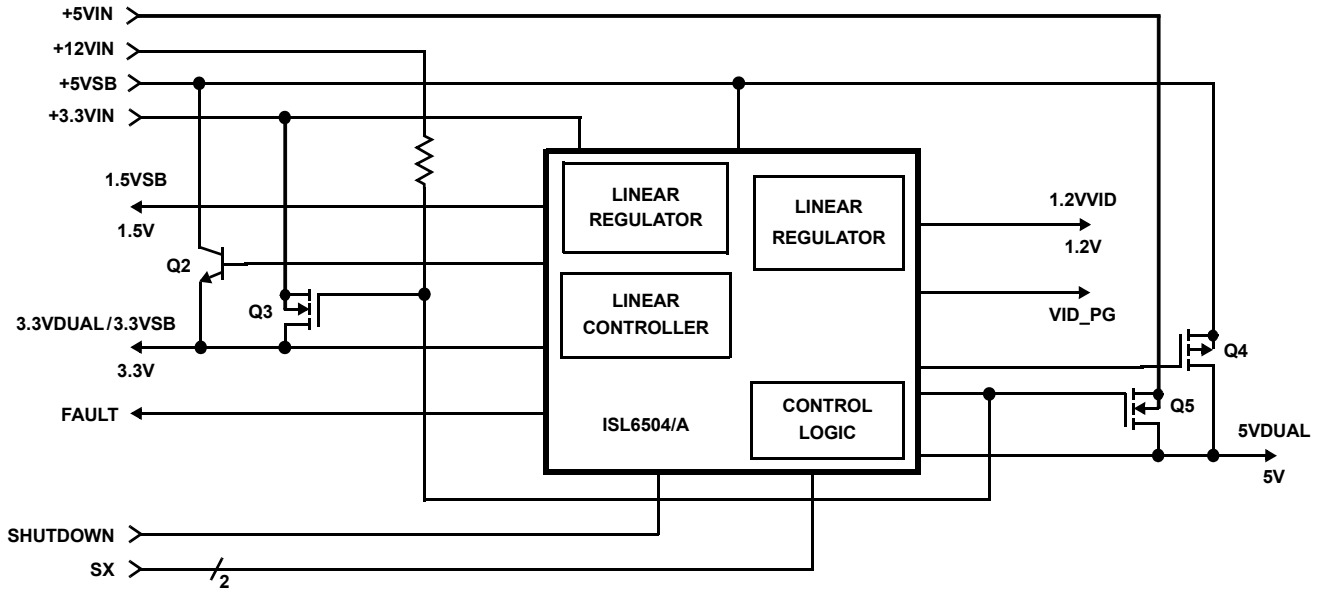 +5VIN
+12VIN
+5VSB
+3.3VIN
1.5VSB
1.5V
Q2
Q3
3.3VDUAL/3.3VSB
3.3V
FAULT
SHUTDOWN
SX
2
LINEAR
REGULATOR
LINEAR
CONTROLLER
ISL6504/A
LINEAR
REGULATOR
CONTROL
LOGIC
1.2VVID
1.2V
VID_PG
Q4
Q5
5VDUAL
5V